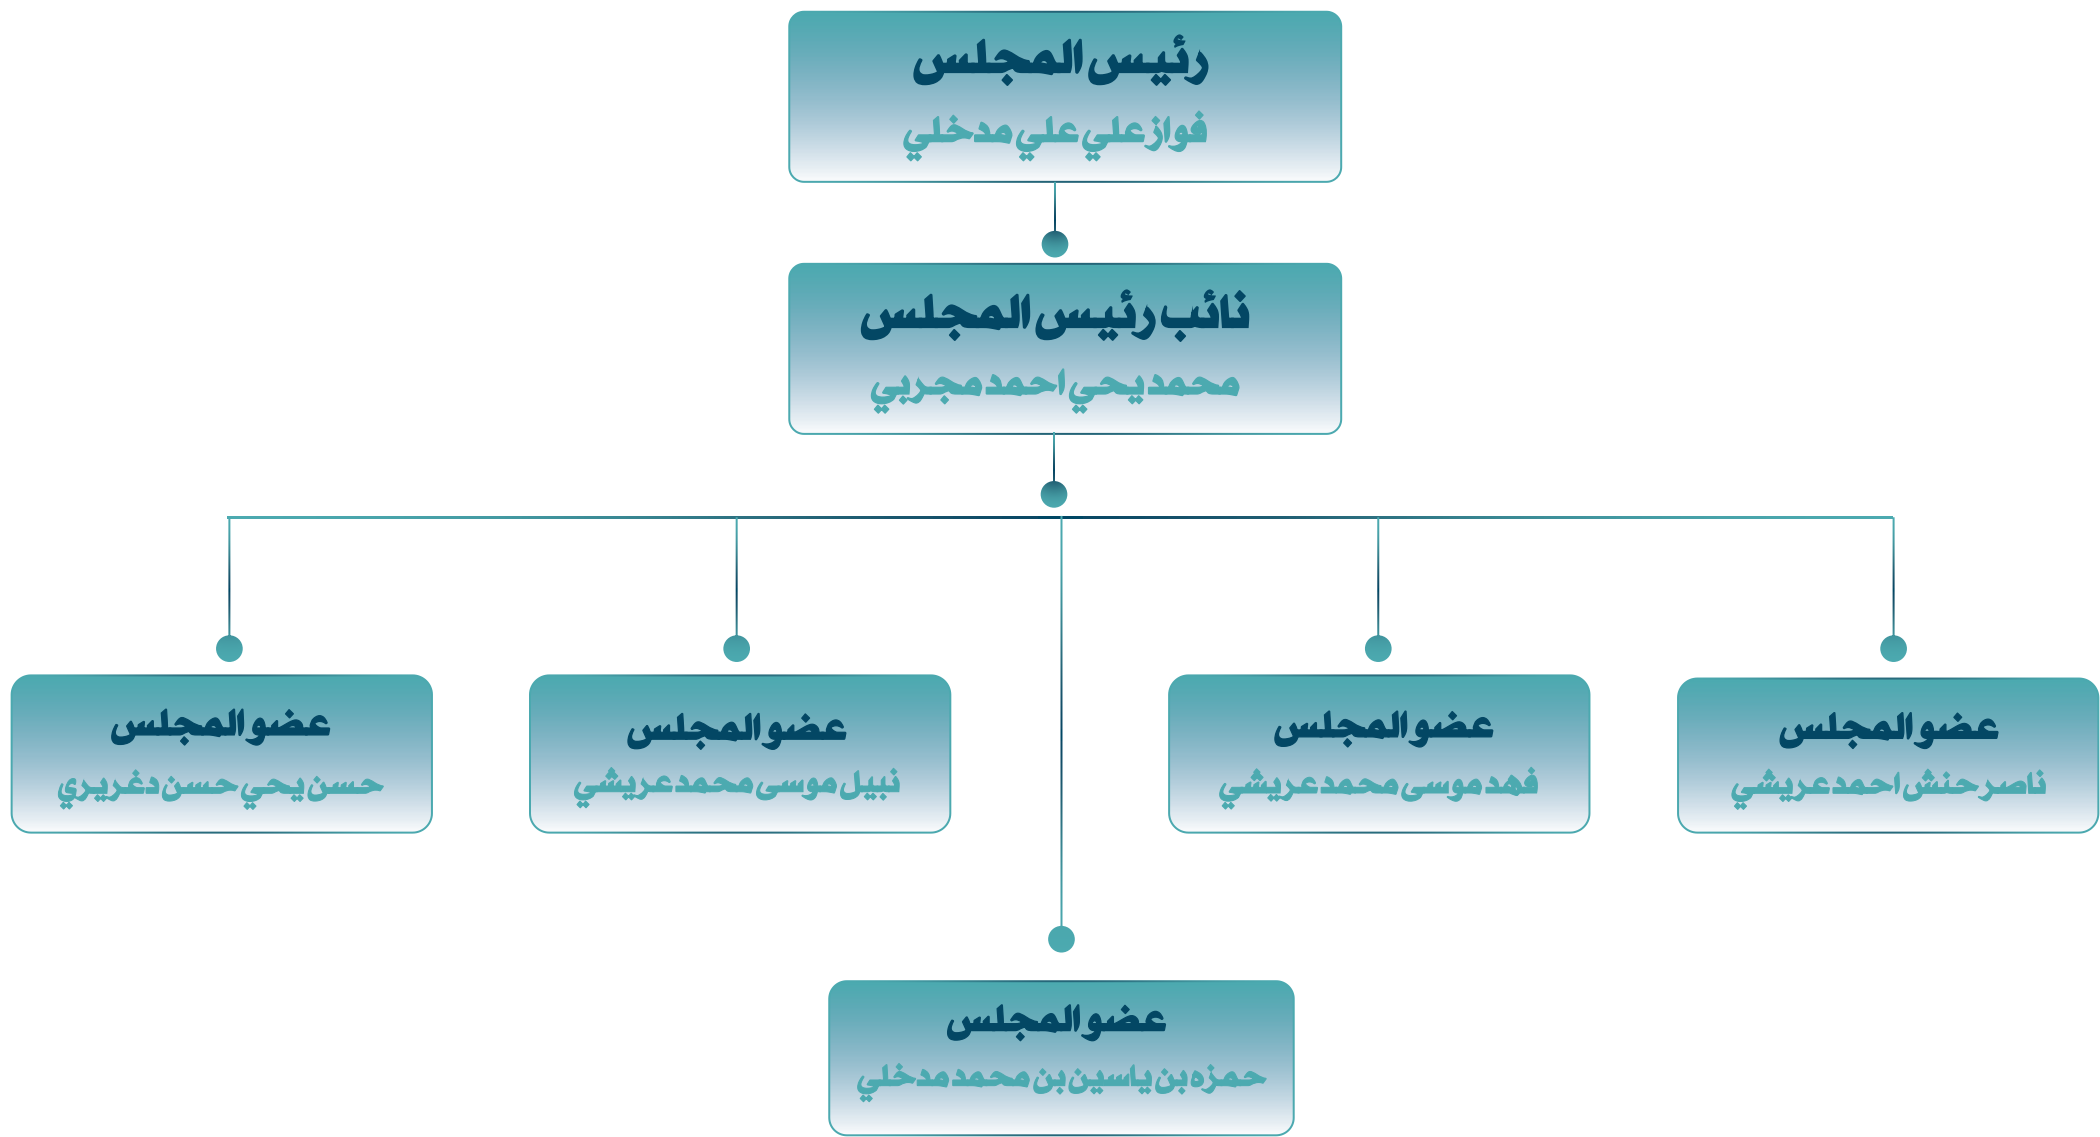 رئيس المجلس
فواز علي علي مدخلي
نائب رئيس المجلس
محمد يحي احمد مجربي
عضو المجلس
ناصر حنش احمد عريشي
عضو المجلس
فهد موسى محمد عريشي
عضو المجلس
نبيل موسى محمد عريشي
عضو المجلس
حسن يحي حسن دغريري
عضو المجلس
حمزه بن ياسين بن محمد مدخلي